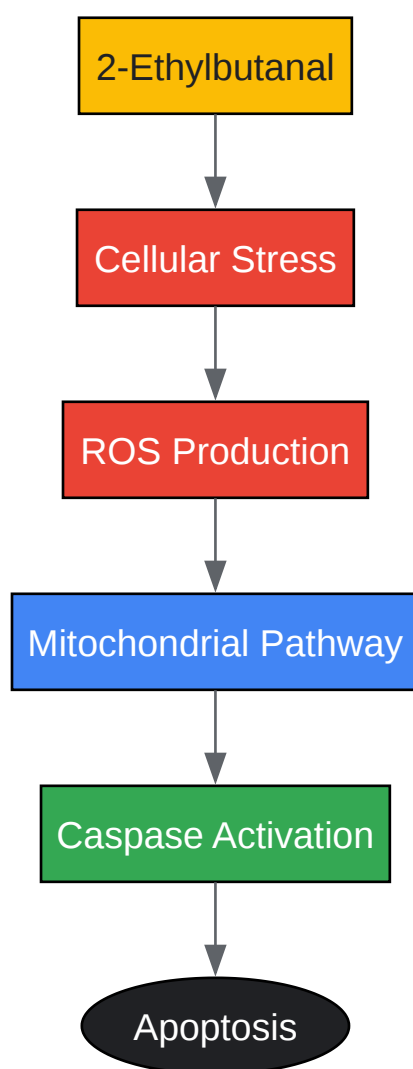 2-Ethylbutanal
Cellular Stress
ROS Production
Mitochondrial Pathway
Caspase Activation
Apoptosis